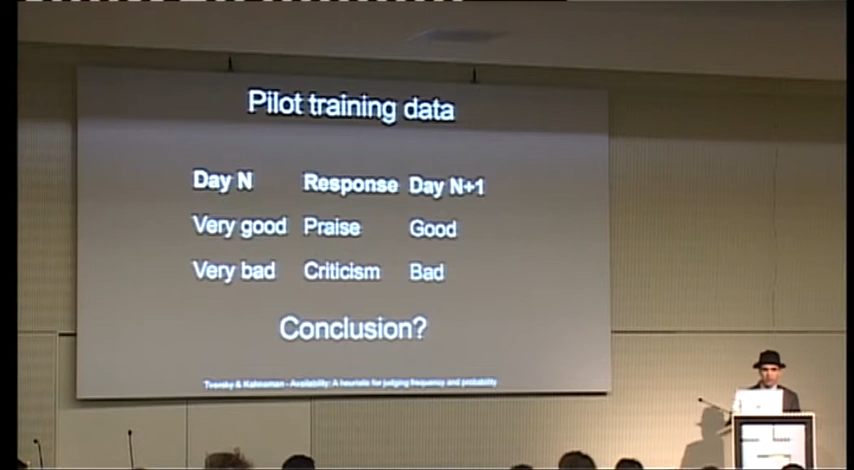 Pilot training data
Day N Response Day N+1
Very good Praise Good
Very bad Criticism Bad
Conclusion?
Tversky & Kahneman - Availability: A heuristic for judging frequency and probability